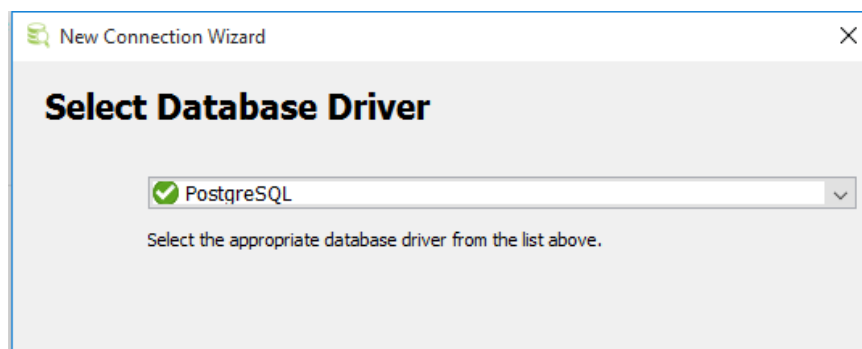 New Connection Wizard
Select Database Driver
PostgreSQL
Select the appropriate database driver from the list above.